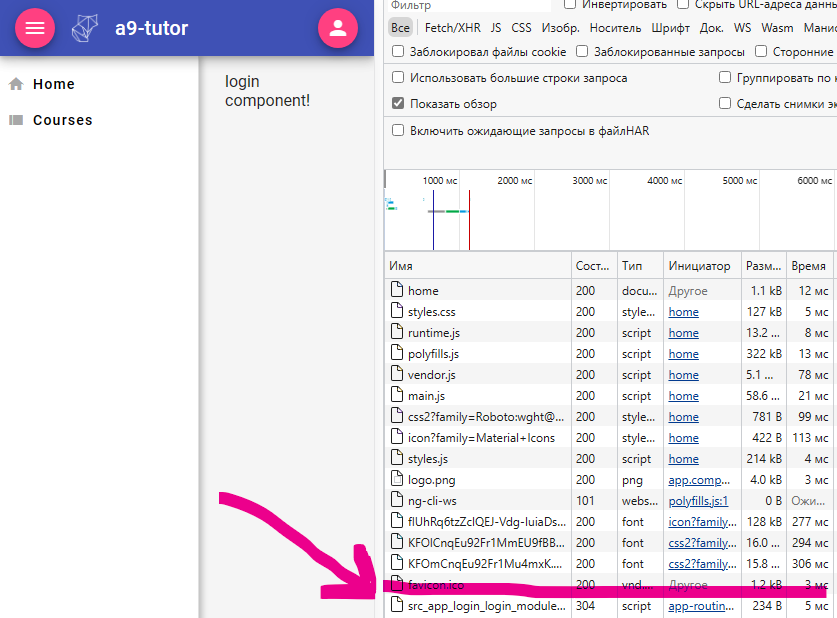 Фильтр
Инвертировать
Скрыть URL-адреса данны
a9-tutor
Все
Fetch/XHR JS CSS Изобр. Носитель Шрифт Док. WS Wasm Манис
Заблокировал файлы cookie
Заблокированные запросы
Сторонние
Home
login
component!
Использовать большие строки запроса
Группировать по
Courses
Показать обзор
Сделать снимки эк
Включить ожидающие запросы в файлHAR
1000 мс 2000 мс 3000 мс 4000 мс 5000 мс 6000 мс
Имя Сост... Тип Инициатор Разм... Время
home 200 docu... Другое 1.1 kB 12 мс
styles.css 200 style... home 127 kB 5 мс
runtime.js 200 script home 13.2 ... 8 мс
polyfills.js 200 script home 322 kB 13 мс
vendor.js 200 script home 5.1 ... 78 мс
main.js 200 script home 58.6 ... 21 мс
css2?family=Roboto:wght@... 200 style... home 781 B 99 мс
icon?family=Material+Icons 200 style... home 422 B 113 мс
styles.js 200 script home 214 kB 4 мс
logo.png 200 png app.comp... 4.0 kB 3 мс
ng-cli-ws 101 webs... polyfills.js:1 0 B Ожи...
flUhRq6tzZclQEJ-Vdg-IuiaDs... 200 font icon?family... 128 kB 277 мс
KFOlCnqEu92Fr1MmEU9fBB... 200 font css2?family... 16.0 ... 294 мс
KFOmCnqEu92Fr1Mu4mxK.... 200 font css2?family... 15.8 ... 306 мс
favicon.ico 200 vnd.... Другое 1.2 kB 3 мс
src_app_login_login_module... 304 script app-routin... 234 B 5 мс